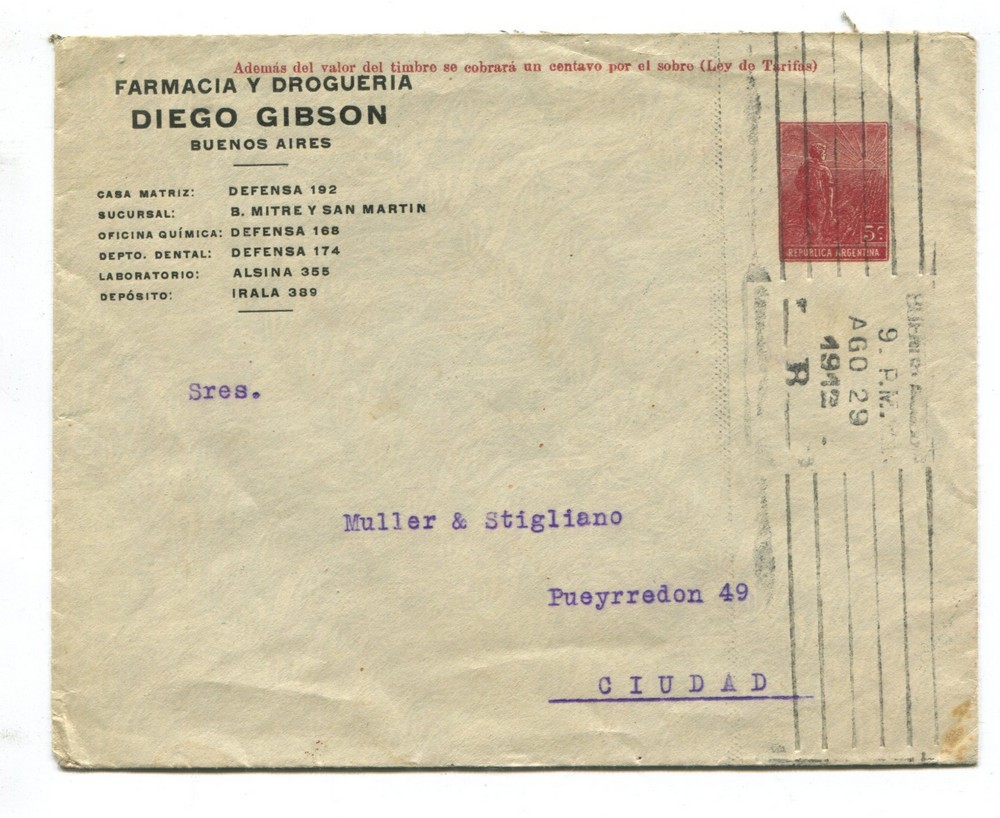 Además del valor del timbre se cobrará un centavo por el sobre (Ley de Tarifas)
FARMACIA Y DROGUERIA
DIEGO GIBSON
BUENOS AIRES
CASA MATRIZ: DEFENSA 192
SUCURSAL: B. MITRE Y SAN MARTIN
OFICINA QUÍMICA: DEFENSA 168
DEPTO. DENTAL: DEFENSA 174
LABORATORIO: ALSINA 355
DEPÓSITO: IRALA 389
5c
REPUBLICA ARGENTINA
9. P.M.
AGO 29
1912
R
Sres.
Muller & Stigliano
Pueyrredon 49
CIUDAD